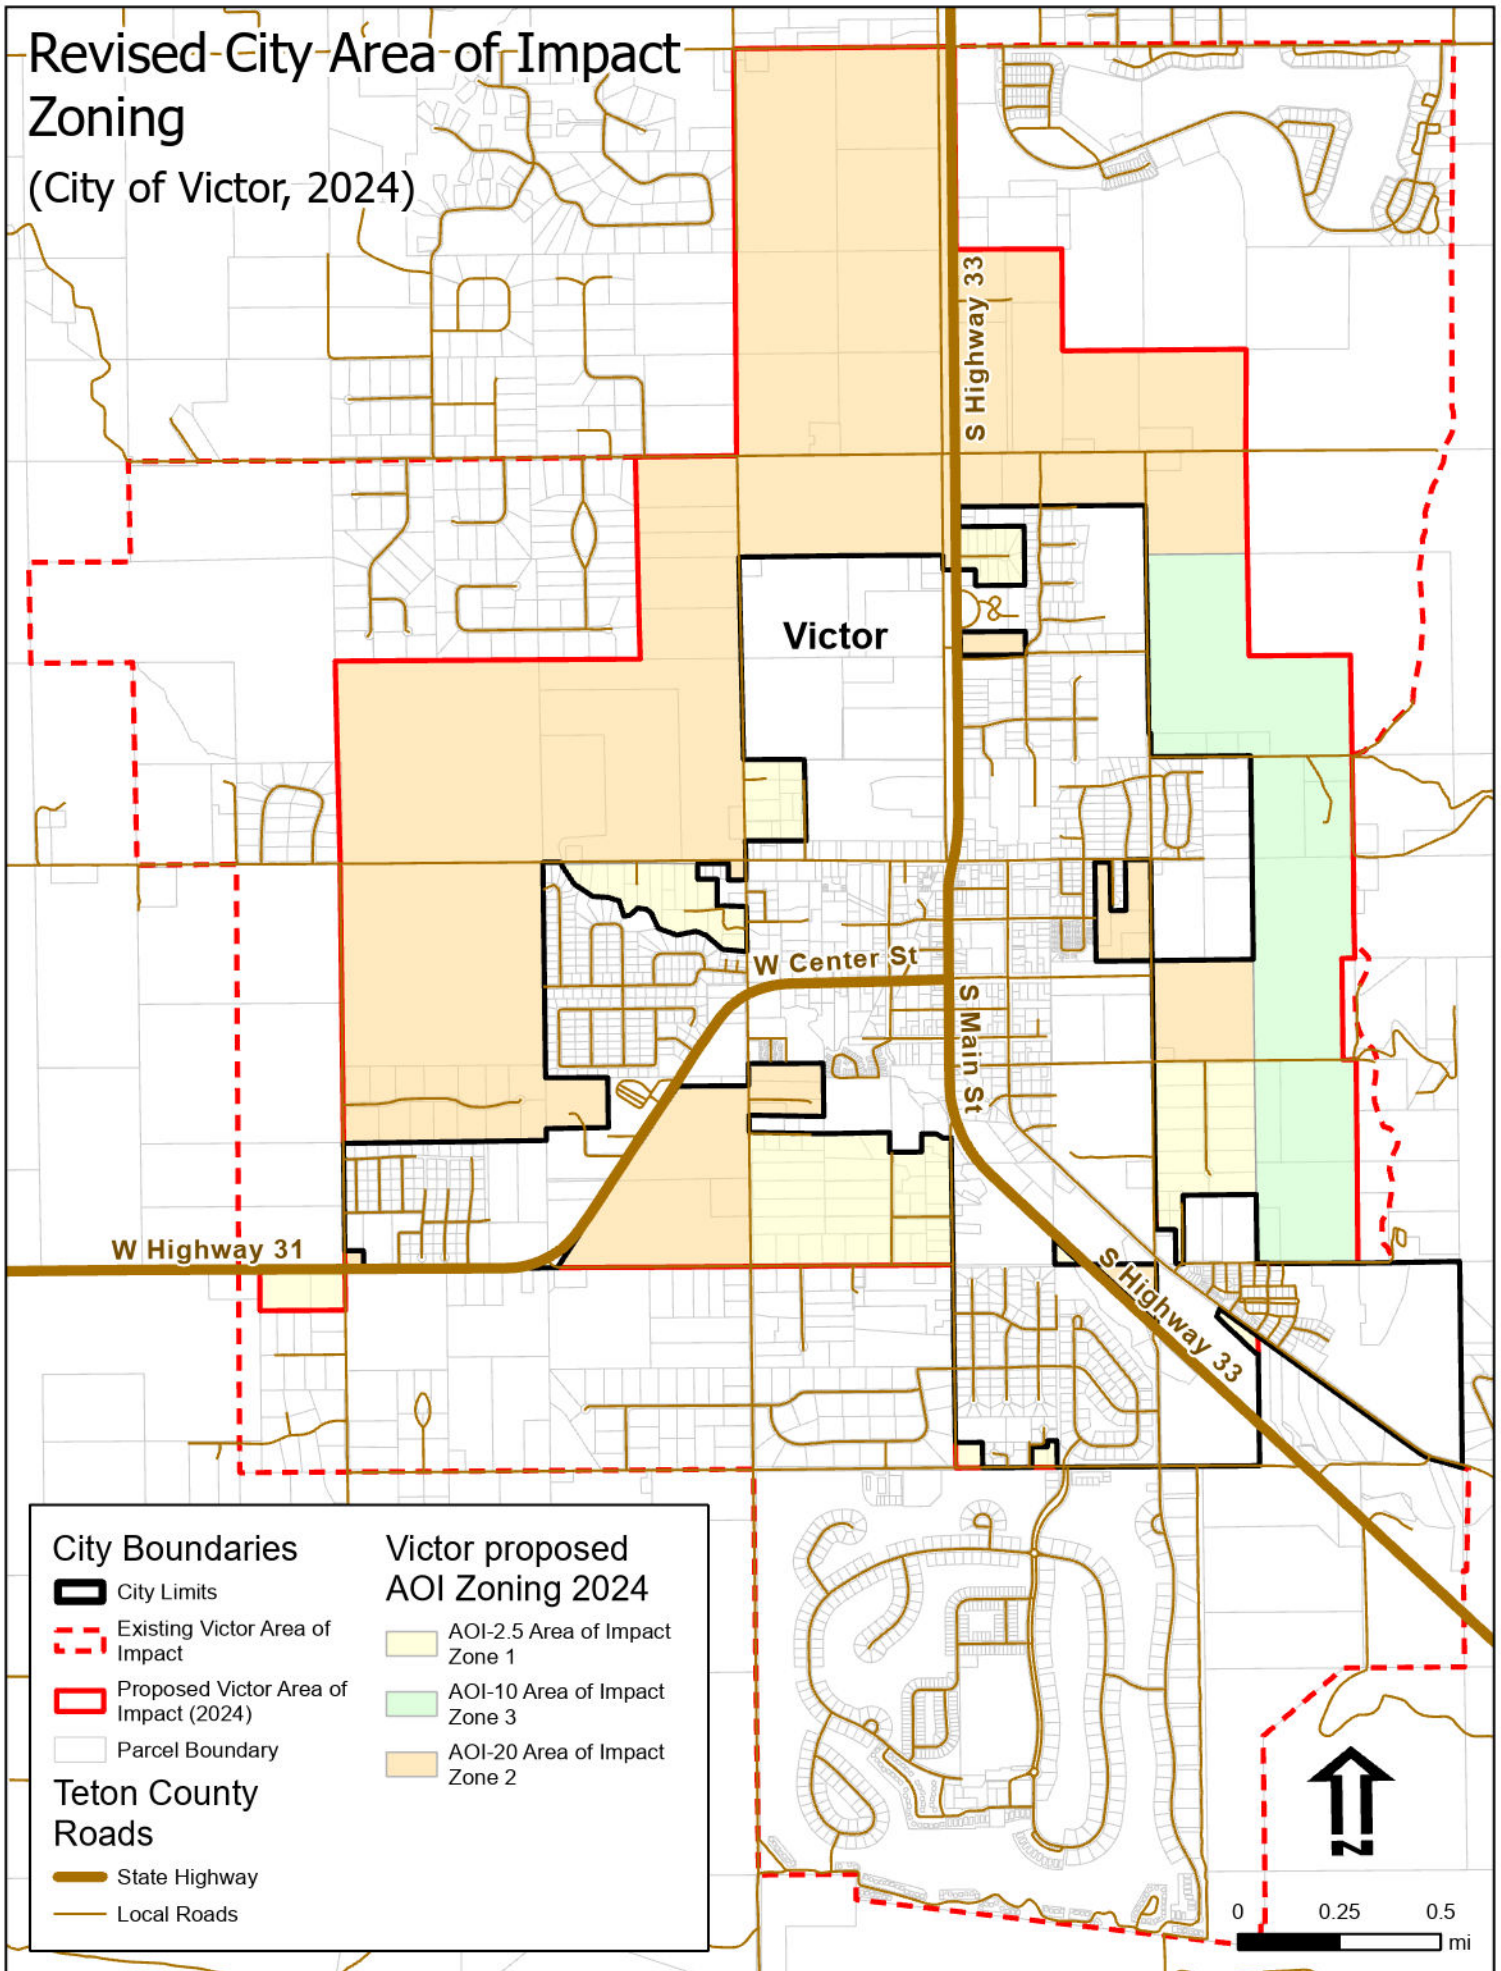 Revised City Area of Impact
Zoning
(City of Victor, 2024)
S Highway 33
Victor
W Center St
S Main St
W Highway 31
S Highway 33
City Boundaries
City Limits
Existing Victor Area of
Impact
Proposed Victor Area of
Impact (2024)
Parcel Boundary
Teton County
Roads
State Highway
Local Roads
Victor proposed
AOI Zoning 2024
AOI-2.5 Area of Impact
Zone 1
AOI-10 Area of Impact
Zone 3
AOI-20 Area of Impact
Zone 2
N
0 0.25 0.5
mi